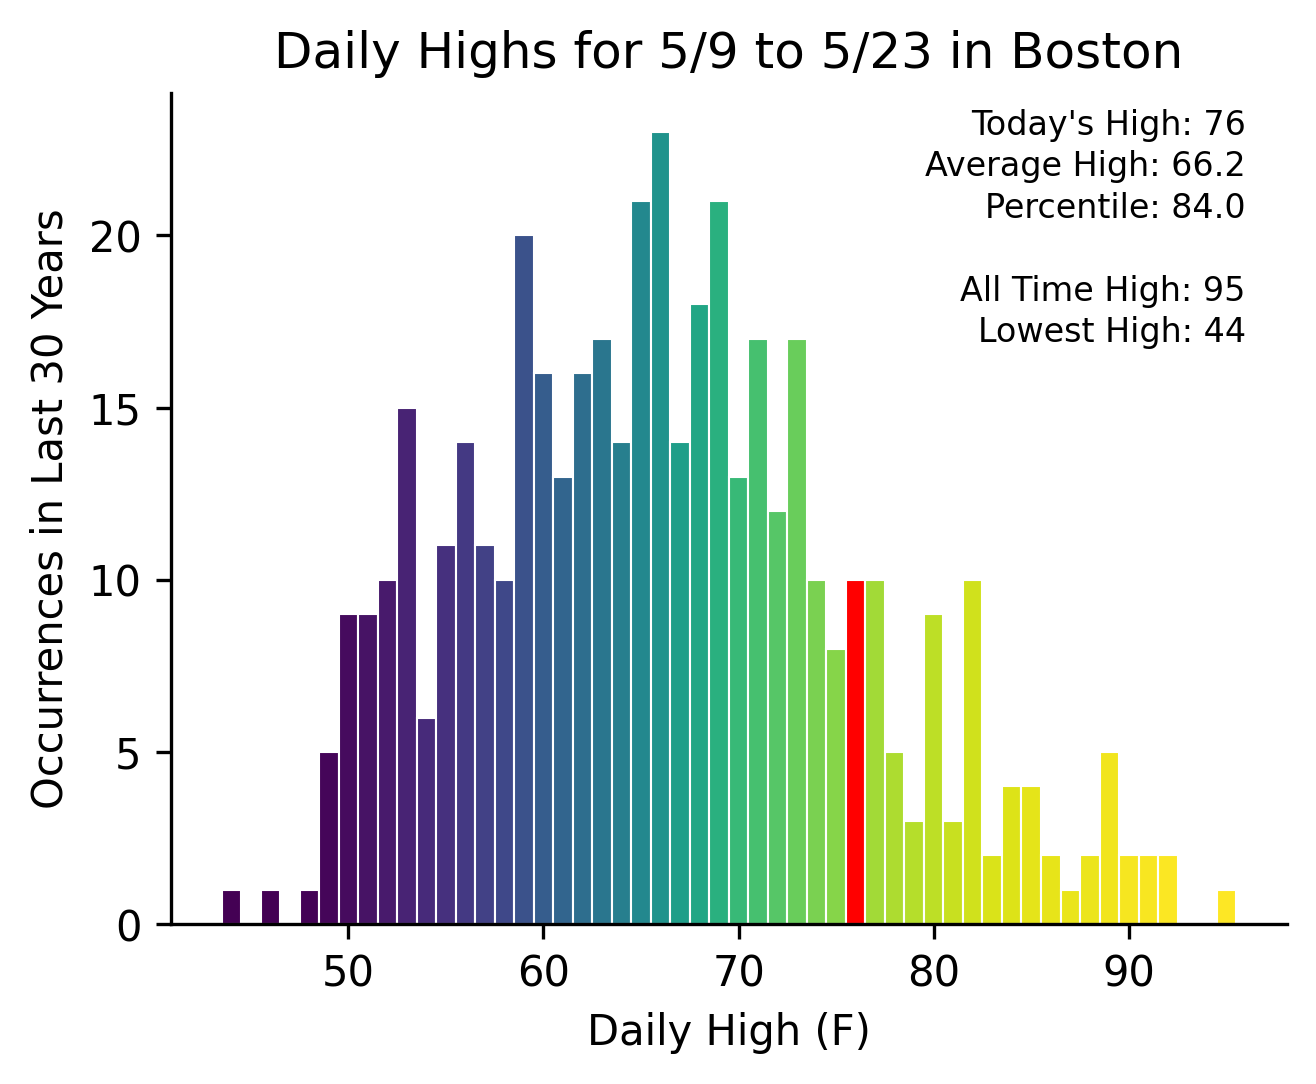 Daily Highs for 5/9 to 5/23 in Boston
Today's High: 76
Average High: 66.2
Percentile: 84.0
All Time High: 95
Lowest High: 44
Occurrences in Last 30 Years
20
15
10
5
0
50 60 70 80 90
Daily High (F)